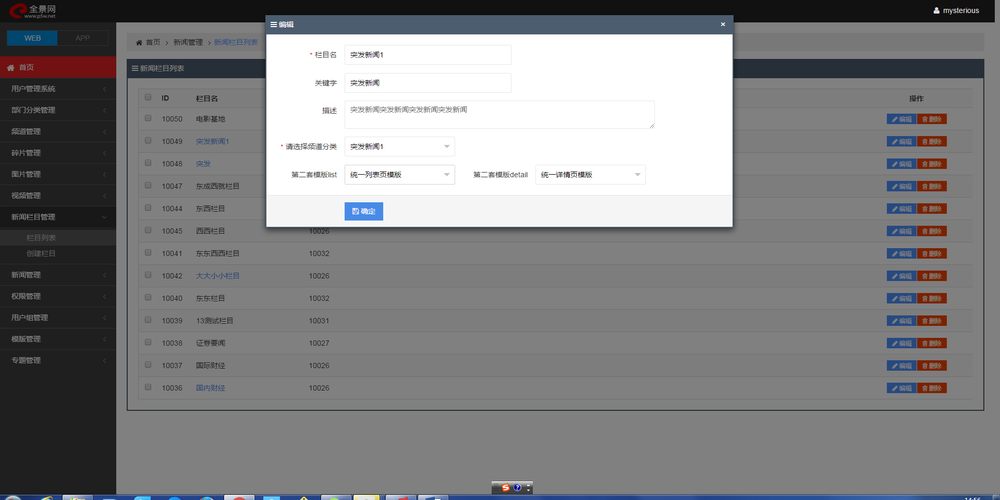 全景网
www.p5w.net
mysterious
WEB
APP
首页
用户管理系统
部门分类管理
频道管理
碎片管理
图片管理
视频管理
新闻栏目管理
栏目列表
创建栏目
新闻管理
权限管理
用户组管理
模版管理
专题管理
首页 > 新闻管理 > 新闻栏目列表
新闻栏目列表
ID 栏目名 操作
10050 电影基地 编辑 删除
10049 突发新闻1 编辑 删除
10048 突发 编辑 删除
10047 东成西就栏目 编辑 删除
10044 东西栏目 编辑 删除
10045 西西栏目 10026 编辑 删除
10041 东东西西栏目 10032 编辑 删除
10042 大大小小栏目 10026 编辑 删除
10040 东东栏目 10032 编辑 删除
10039 13测试栏目 10031 编辑 删除
10038 证券要闻 10027 编辑 删除
10037 国际财经 10026 编辑 删除
10036 国内财经 10026 编辑 删除
编辑 ×
* 栏目名 突发新闻1
关键字 突发新闻
描述 突发新闻突发新闻突发新闻突发新闻
* 请选择频道分类 突发新闻1
第二套模版list 统一列表页模版 第二套模版detail 统一详情页模版
确定
14:56